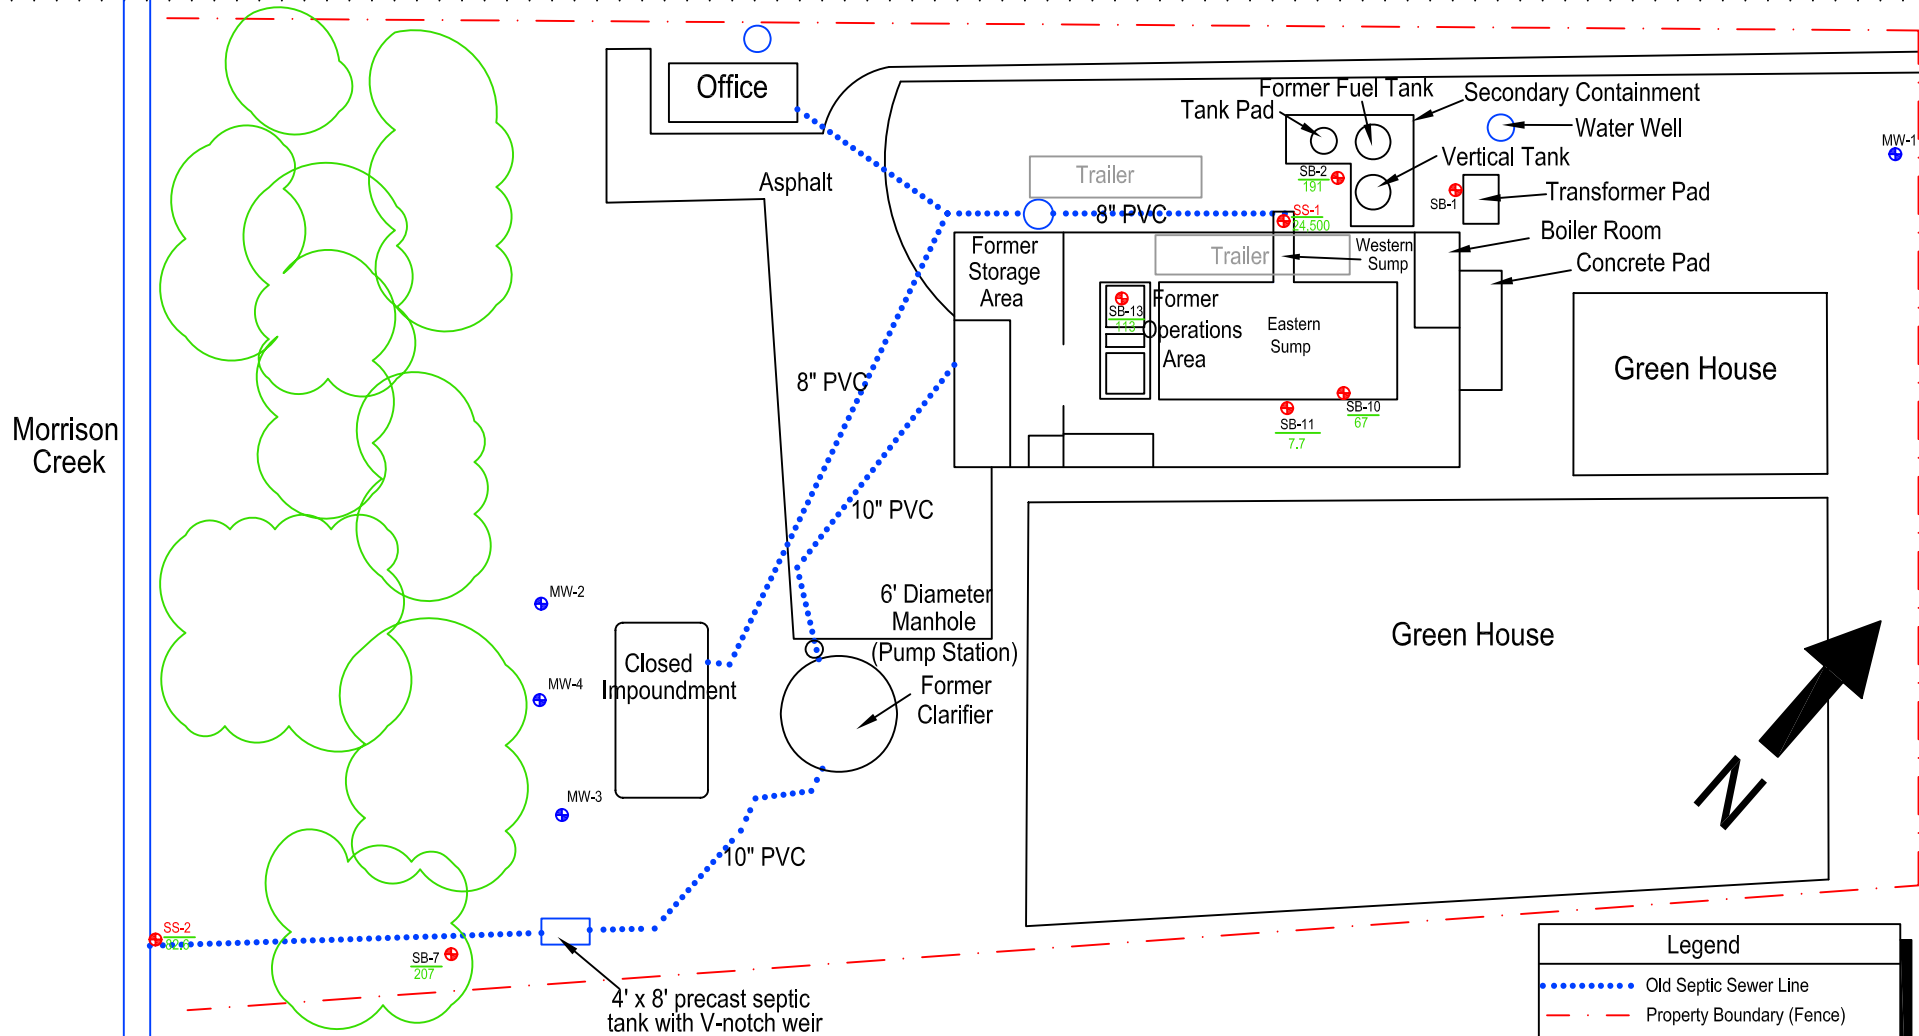 Office
Former Fuel Tank
Secondary Containment
Tank Pad
Water Well
MW-1
Vertical Tank
Asphalt
Trailer
SB-2
191
SB-1
Transformer Pad
8" PVC
SS-1
24.500
Boiler Room
Former
Storage
Area
Trailer
Western
Sump
Concrete Pad
SB-13
113
Former
Operations
Area
Eastern
Sump
Green House
8" PVC
SB-10
67
SB-11
7.7
Morrison
Creek
10" PVC
MW-2
6' Diameter
Manhole
(Pump Station)
Green House
Closed
Impoundment
MW-4
Former
Clarifier
N
MW-3
10" PVC
SS-2
SB-7
207
4' x 8' precast septic
tank with V-notch weir
Legend
Old Septic Sewer Line
Property Boundary (Fence)